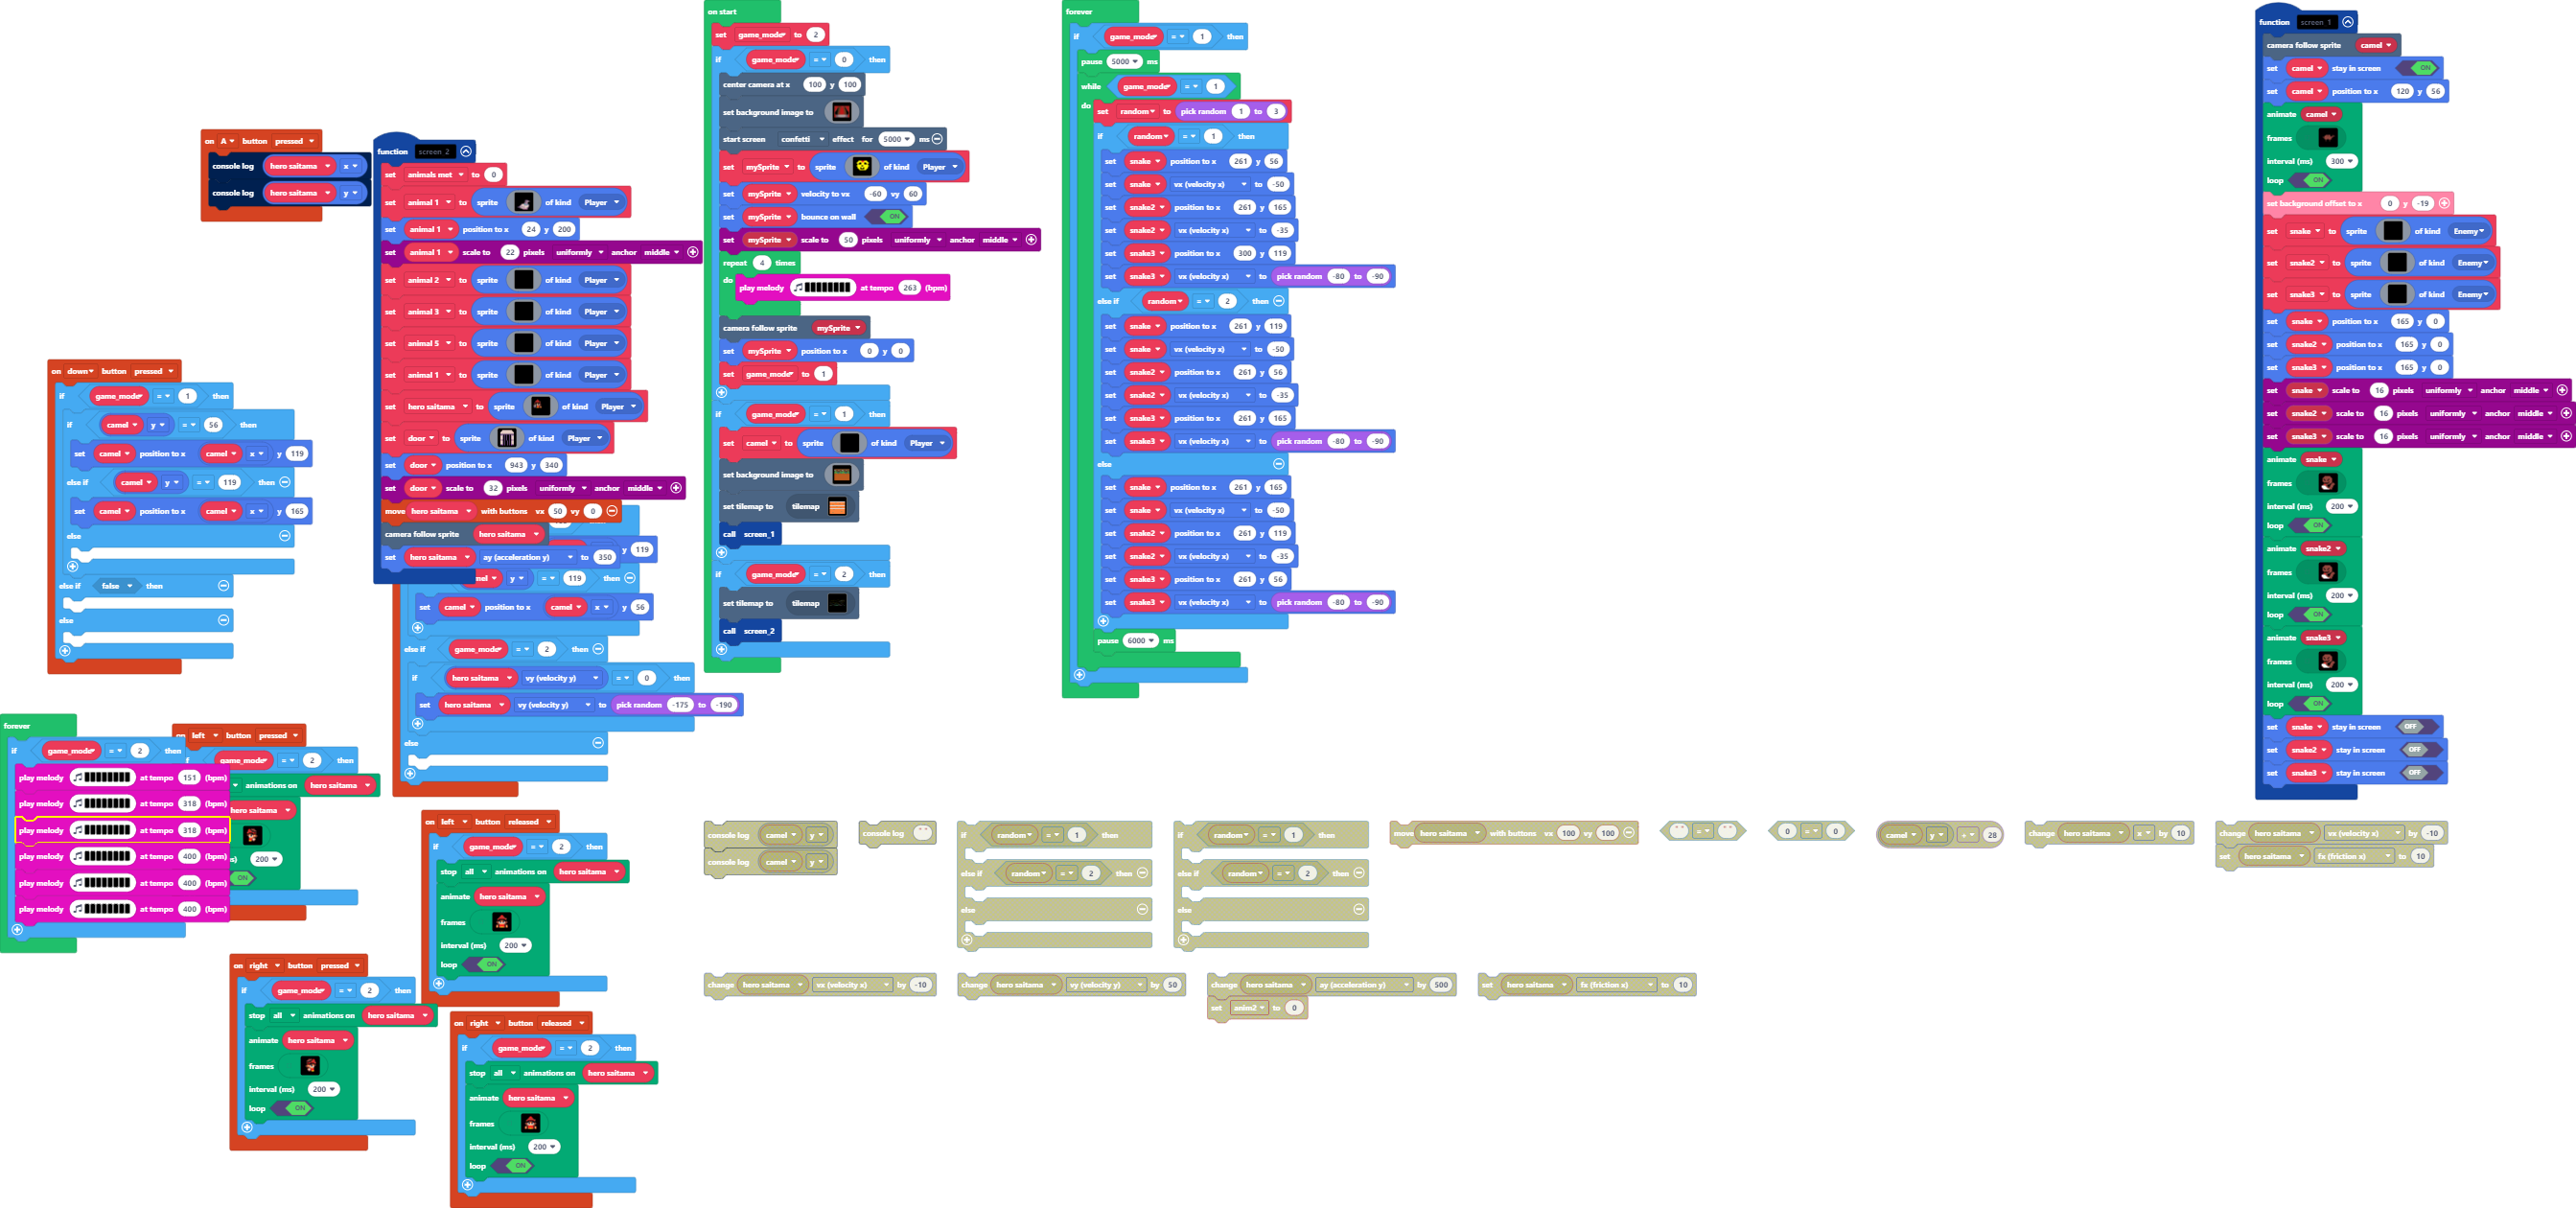 on A button pressed
console log hero saitama x
console log hero saitama y
on down button pressed
if game_mode = 1 then
if camel y = 56 then
set camel position to x camel x y 119
else if camel y = 119 then
set camel position to x camel x y 165
else
else if false then
else
forever
if game_mode = 2 then
play melody at tempo 151 (bpm)
play melody at tempo 318 (bpm)
play melody at tempo 318 (bpm)
play melody at tempo 400 (bpm)
play melody at tempo 400 (bpm)
play melody at tempo 400 (bpm)
left button pressed
if game_mode = 2
animations on hero saitama
hero saitama
200
ON
on right button pressed
if game_mode = 2 then
stop all animations on hero saitama
animate hero saitama
frames
interval (ms) 200
loop ON
function screen 2
set animals met to 0
set animal 1 to sprite of kind Player
set animal 1 position to x 24 y 200
set animal 1 scale to 22 pixels uniformly anchor middle
set animal 2 to sprite of kind Player
set animal 3 to sprite of kind Player
set animal 5 to sprite of kind Player
set animal 1 to sprite of kind Player
set hero saitama to sprite of kind Player
set door to sprite of kind Player
set door position to x 943 y 340
set door scale to 32 pixels uniformly anchor middle
move hero saitama with buttons vx 50 vy 0
camera follow sprite hero saitama
set hero saitama ay (acceleration y) to 350
y 119
y = 119 then
set camel position to x camel x y 56
else if game_mode = 2 then
if hero saitama vy (velocity y) = 0 then
set hero saitama vy (velocity y) to pick random -175 to -190
else
on left button released
if game_mode = 2 then
stop all animations on hero saitama
animate hero saitama
frames
interval (ms) 200
loop ON
on right button released
if game_mode = 2 then
stop all animations on hero saitama
animate hero saitama
frames
interval (ms) 200
loop ON
on start
set game_mode to 2
if game_mode = 0 then
center camera at x 100 y 100
set background image to
start screen confetti effect for 5000 ms
set mySprite to sprite of kind Player
set mySprite velocity to vx -60 vy 60
set mySprite bounce on wall ON
set mySprite scale to 50 pixels uniformly anchor middle
repeat 4 times
do play melody at tempo 263 (bpm)
camera follow sprite mySprite
set mySprite position to x 0 y 0
set game_mode to 1
if game_mode = 1 then
set camel to sprite of kind Player
set background image to
set tilemap to tilemap
call screen_1
if game_mode = 2 then
set tilemap to tilemap
call screen_2
forever
if game_mode = 1 then
pause 5000 ms
while game_mode = 1
do set random to pick random 1 to 3
if random = 1 then
set snake position to x 261 y 56
set snake vx (velocity x) to -50
set snake2 position to x 261 y 165
set snake2 vx (velocity x) to -35
set snake3 position to x 300 y 119
set snake3 vx (velocity x) to pick random -80 to -90
else if random = 2 then
set snake position to x 261 y 119
set snake vx (velocity x) to -50
set snake2 position to x 261 y 56
set snake2 vx (velocity x) to -35
set snake3 position to x 261 y 165
set snake3 vx (velocity x) to pick random -80 to -90
else
set snake position to x 261 y 165
set snake vx (velocity x) to -50
set snake2 position to x 261 y 119
set snake2 vx (velocity x) to -35
set snake3 position to x 261 y 56
set snake3 vx (velocity x) to pick random -80 to -90
pause 6000 ms
function screen 1
camera follow sprite camel
set camel stay in screen ON
set camel position to x 120 y 56
animate camel
frames
interval (ms) 300
loop ON
set background offset to x 0 y -19
set snake to sprite of kind Enemy
set snake2 to sprite of kind Enemy
set snake3 to sprite of kind Enemy
set snake position to x 165 y 0
set snake2 position to x 165 y 0
set snake3 position to x 165 y 0
set snake scale to 16 pixels uniformly anchor middle
set snake2 scale to 16 pixels uniformly anchor middle
set snake3 scale to 16 pixels uniformly anchor middle
animate snake
frames
interval (ms) 200
loop ON
animate snake2
frames
interval (ms) 200
loop ON
animate snake3
frames
interval (ms) 200
loop ON
set snake stay in screen OFF
set snake2 stay in screen OFF
set snake3 stay in screen OFF
console log camel y
console log camel y
console log " "
if random = 1 then
else if random = 2 then
else
if random = 1 then
else if random = 2 then
else
move hero saitama with buttons vx 100 vy 100
" " = " "
0 = 0
camel y 28
change hero saitama x by 10
change hero saitama vx (velocity x) by -10
set hero saitama fx (friction x) to 10
change hero saitama vx (velocity x) by -10
change hero saitama vy (velocity y) by 50
change hero saitama ay (acceleration y) by 500
set anim2 to 0
set hero saitama fx (friction x) to 10